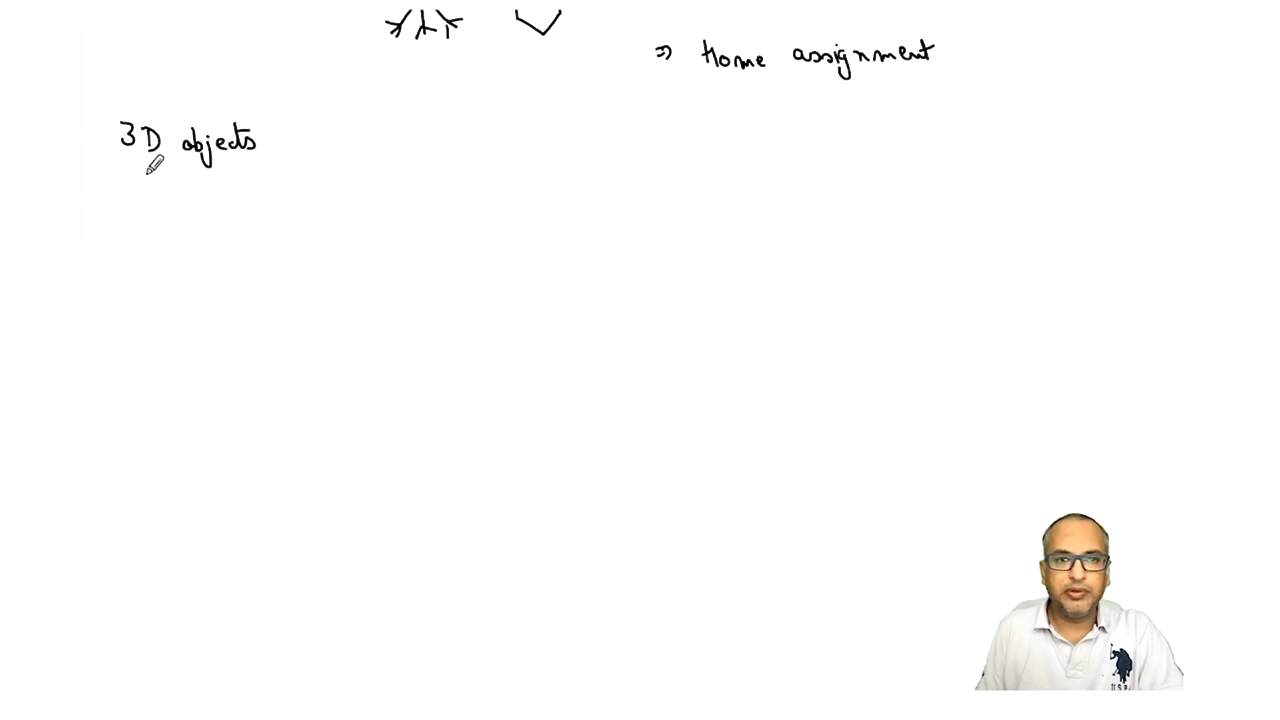 ⇒ Home assignment
3D objects
U.S.P.